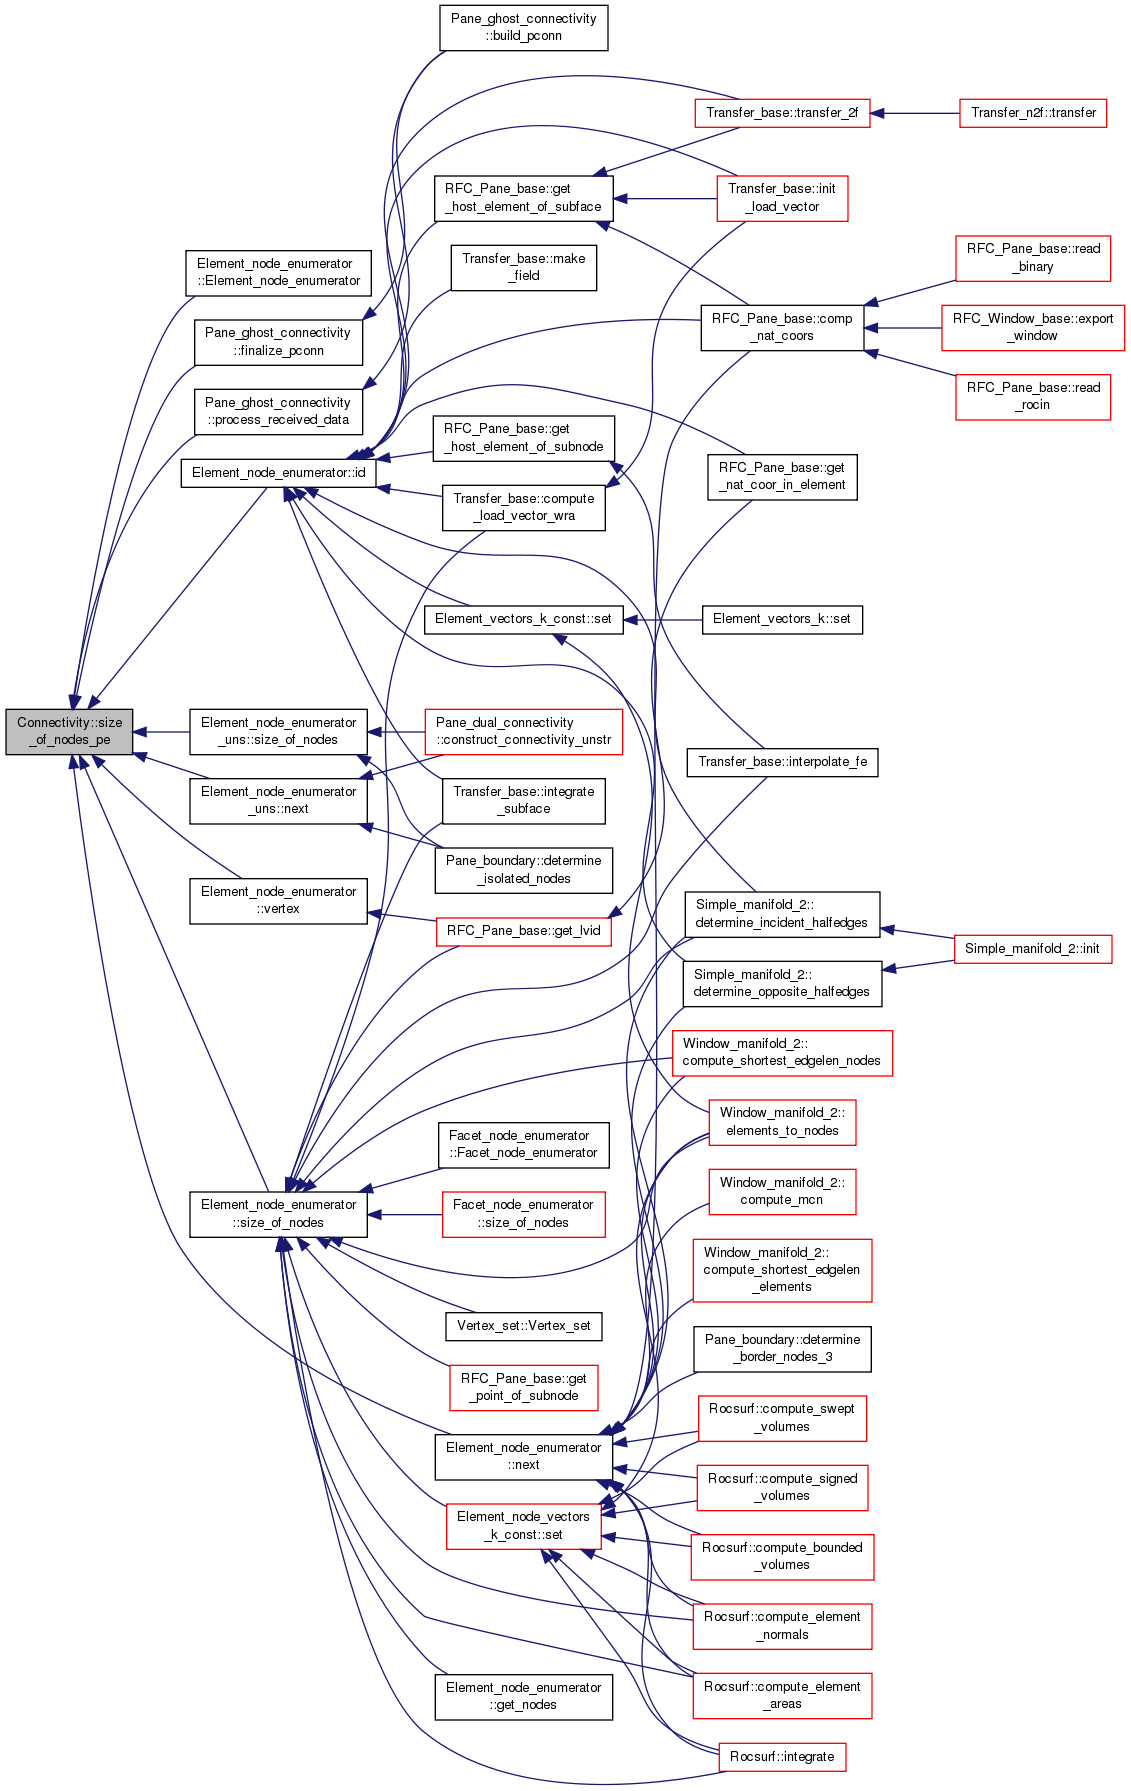 Pane_ghost_connectivity
::build_pconn
Transfer_base::transfer_2f
Transfer_n2f::transfer
RFC_Pane_base::get
_host_element_of_subface
Transfer_base::init
_load_vector
Element_node_enumerator
::Element_node_enumerator
Transfer_base::make
_field
RFC_Pane_base::read
_binary
Pane_ghost_connectivity
::finalize_pconn
RFC_Pane_base::comp
_nat_coors
RFC_Window_base::export
_window
Pane_ghost_connectivity
::process_received_data
RFC_Pane_base::read
_rocin
Element_node_enumerator::id
RFC_Pane_base::get
_host_element_of_subnode
RFC_Pane_base::get
_nat_coor_in_element
Transfer_base::compute
_load_vector_wra
Element_vectors_k_const::set
Element_vectors_k::set
Connectivity::size
_of_nodes_pe
Element_node_enumerator
_uns::size_of_nodes
Pane_dual_connectivity
::construct_connectivity_unstr
Transfer_base::interpolate_fe
Element_node_enumerator
_uns::next
Transfer_base::integrate
_subface
Pane_boundary::determine
_isolated_nodes
Element_node_enumerator
::vertex
RFC_Pane_base::get_lvid
Simple_manifold_2::
determine_incident_halfedges
Simple_manifold_2::init
Simple_manifold_2::
determine_opposite_halfedges
Window_manifold_2::
compute_shortest_edgelen_nodes
Window_manifold_2::
elements_to_nodes
Facet_node_enumerator
::Facet_node_enumerator
Window_manifold_2::
compute_mcn
Element_node_enumerator
::size_of_nodes
Facet_node_enumerator
::size_of_nodes
Window_manifold_2::
compute_shortest_edgelen
_elements
Vertex_set::Vertex_set
Pane_boundary::determine
_border_nodes_3
RFC_Pane_base::get
_point_of_subnode
Rocsurf::compute_swept
_volumes
Element_node_enumerator
::next
Rocsurf::compute_signed
_volumes
Element_node_vectors
_k_const::set
Rocsurf::compute_bounded
_volumes
Rocsurf::compute_element
_normals
Element_node_enumerator
::get_nodes
Rocsurf::compute_element
_areas
Rocsurf::integrate